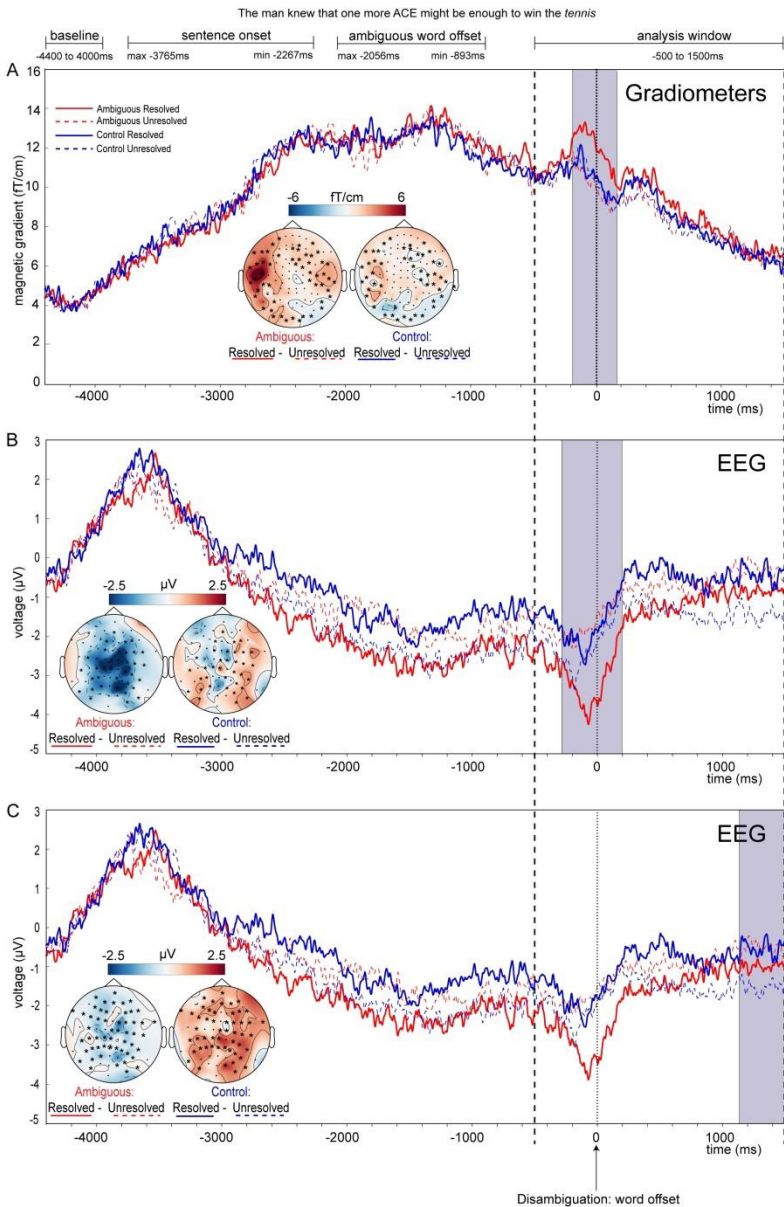 The man knew that one more ACE might be enough to win the tennis
baseline sentence onset ambiguous word offset analysis window
-4400 to 4000ms max -3765ms min -2267ms max -2056ms min -893ms -500 to 1500ms
A
Gradiometers
16
14
12
10
8
6
4
2
0
magnetic gradient (fT/cm)
Ambiguous Resolved
Ambiguous Unresolved
Control Resolved
Control Unresolved
-6 fT/cm 6
Ambiguous: Control:
Resolved - Unresolved Resolved - Unresolved
-4000 -3000 -2000 -1000 0 1000
time (ms)
B
EEG
3
2
1
0
-1
-2
-3
-4
-5
voltage (µV)
-2.5 µV 2.5
Ambiguous: Control:
Resolved - Unresolved Resolved - Unresolved
-4000 -3000 -2000 -1000 0 1000
time (ms)
C
EEG
3
2
1
0
-1
-2
-3
-4
-5
voltage (µV)
-2.5 µV 2.5
Ambiguous: Control:
Resolved - Unresolved Resolved - Unresolved
-4000 -3000 -2000 -1000 0 1000
time (ms)
Disambiguation: word offset